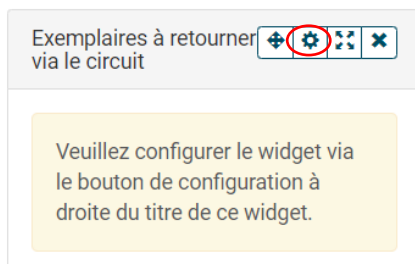 Exemplaires à retourner
via le circuit
Veuillez configurer le widget via
le bouton de configuration à
droite du titre de ce widget.